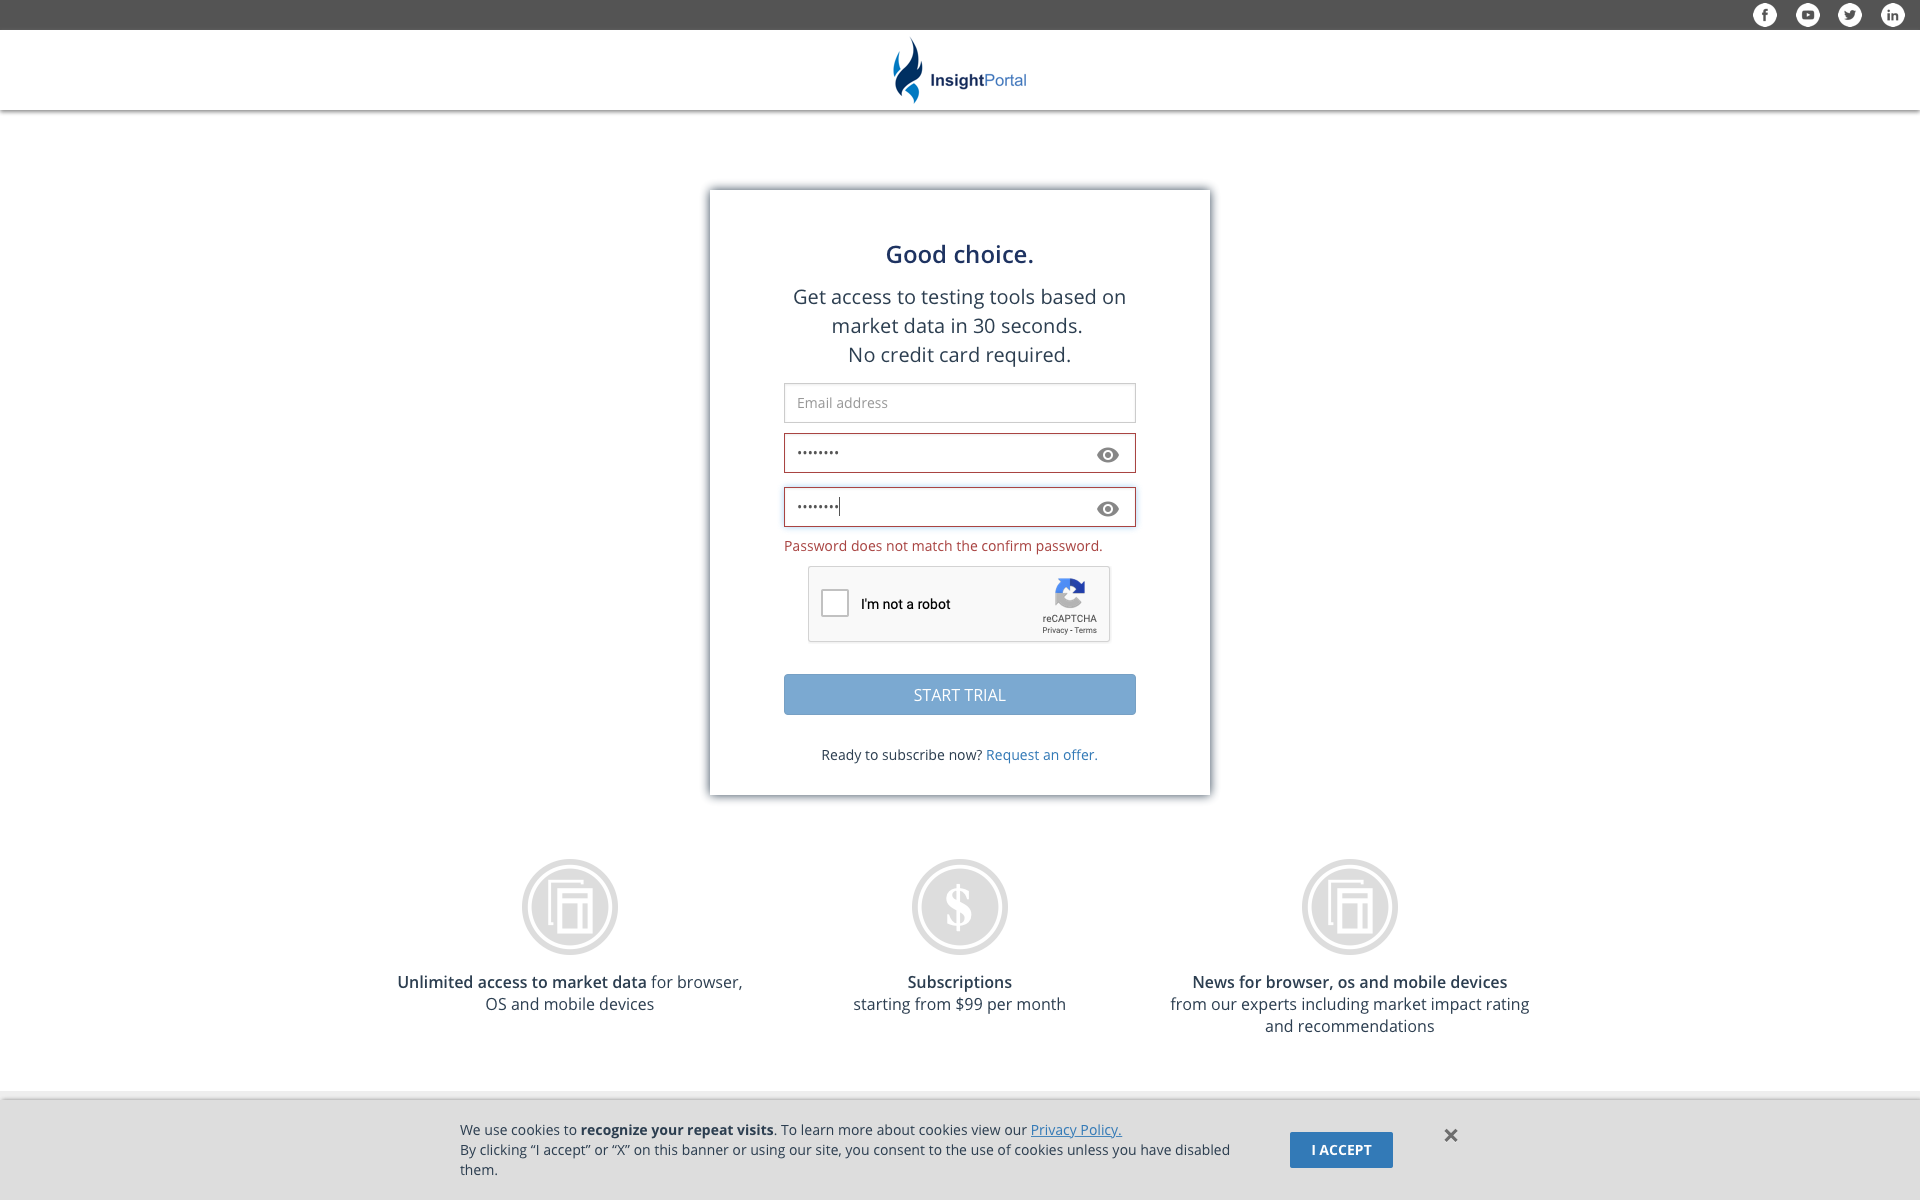 InsightPortal
Good choice.
Get access to testing tools based on
market data in 30 seconds.
No credit card required.
Email address
••••••••
••••••••
Password does not match the confirm password.
I'm not a robot
reCAPTCHA
Privacy - Terms
START TRIAL
Ready to subscribe now? Request an offer.
Unlimited access to market data for browser,
OS and mobile devices
Subscriptions
starting from $99 per month
News for browser, os and mobile devices
from our experts including market impact rating
and recommendations
We use cookies to recognize your repeat visits. To learn more about cookies view our Privacy Policy.
By clicking “I accept” or “X” on this banner or using our site, you consent to the use of cookies unless you have disabled
them.
I ACCEPT